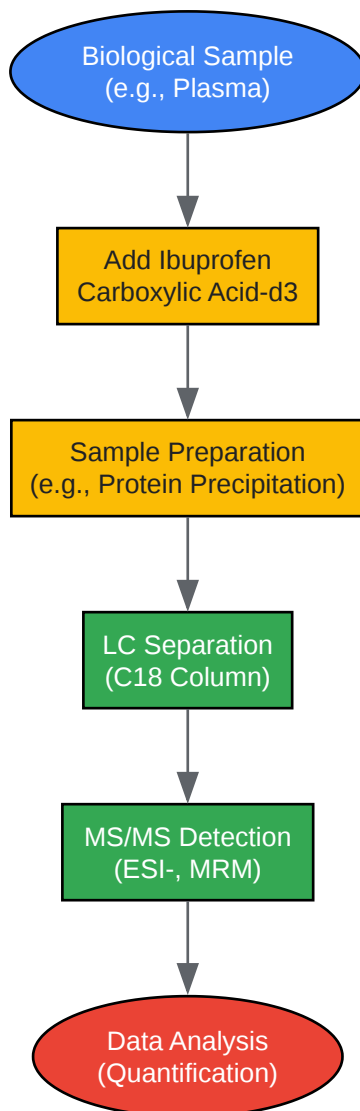 Biological Sample
(e.g., Plasma)
Add Ibuprofen
Carboxylic Acid-d3
Sample Preparation
(e.g., Protein Precipitation)
LC Separation
(C18 Column)
MS/MS Detection
(ESI-, MRM)
Data Analysis
(Quantification)